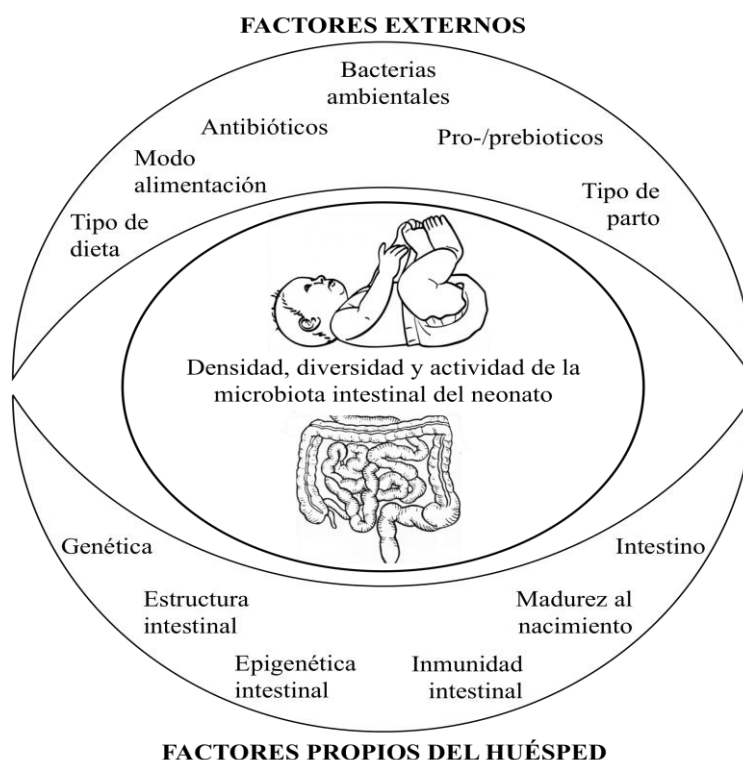 FACTORES EXTERNOS
Bacterias
ambientales
Antibióticos
Pro-/prebioticos
Modo
alimentación
Tipo de
parto
Tipo de
dieta
Densidad, diversidad y actividad de la
microbiota intestinal del neonato
Genética
Intestino
Estructura
intestinal
Madurez al
nacimiento
Epigenética
intestinal
Inmunidad
intestinal
FACTORES PROPIOS DEL HUÉSPED